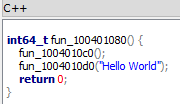 C++
int64_t fun_100401080() {
fun_1004010c0();
fun_1004010d0("Hello World");
return 0;
}